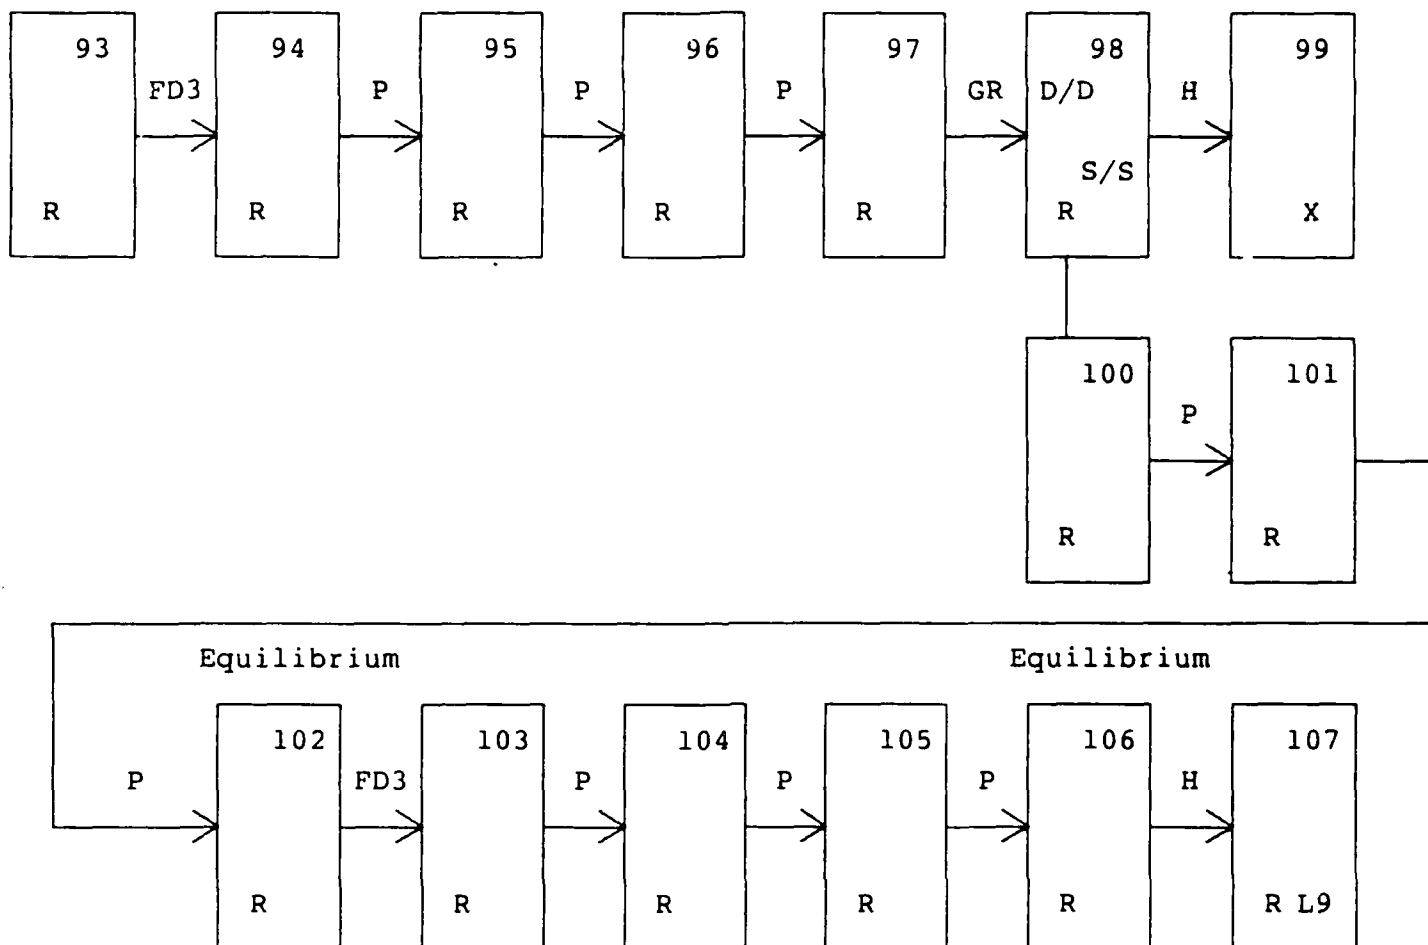 93 94 95 96 97 98 99
FD3 P P P GR D/D H
S/S
R R R R R R X
100 101
P
R R
Equilibrium Equilibrium
102 103 104 105 106 107
P FD3 P P P H
R R R R R R L9